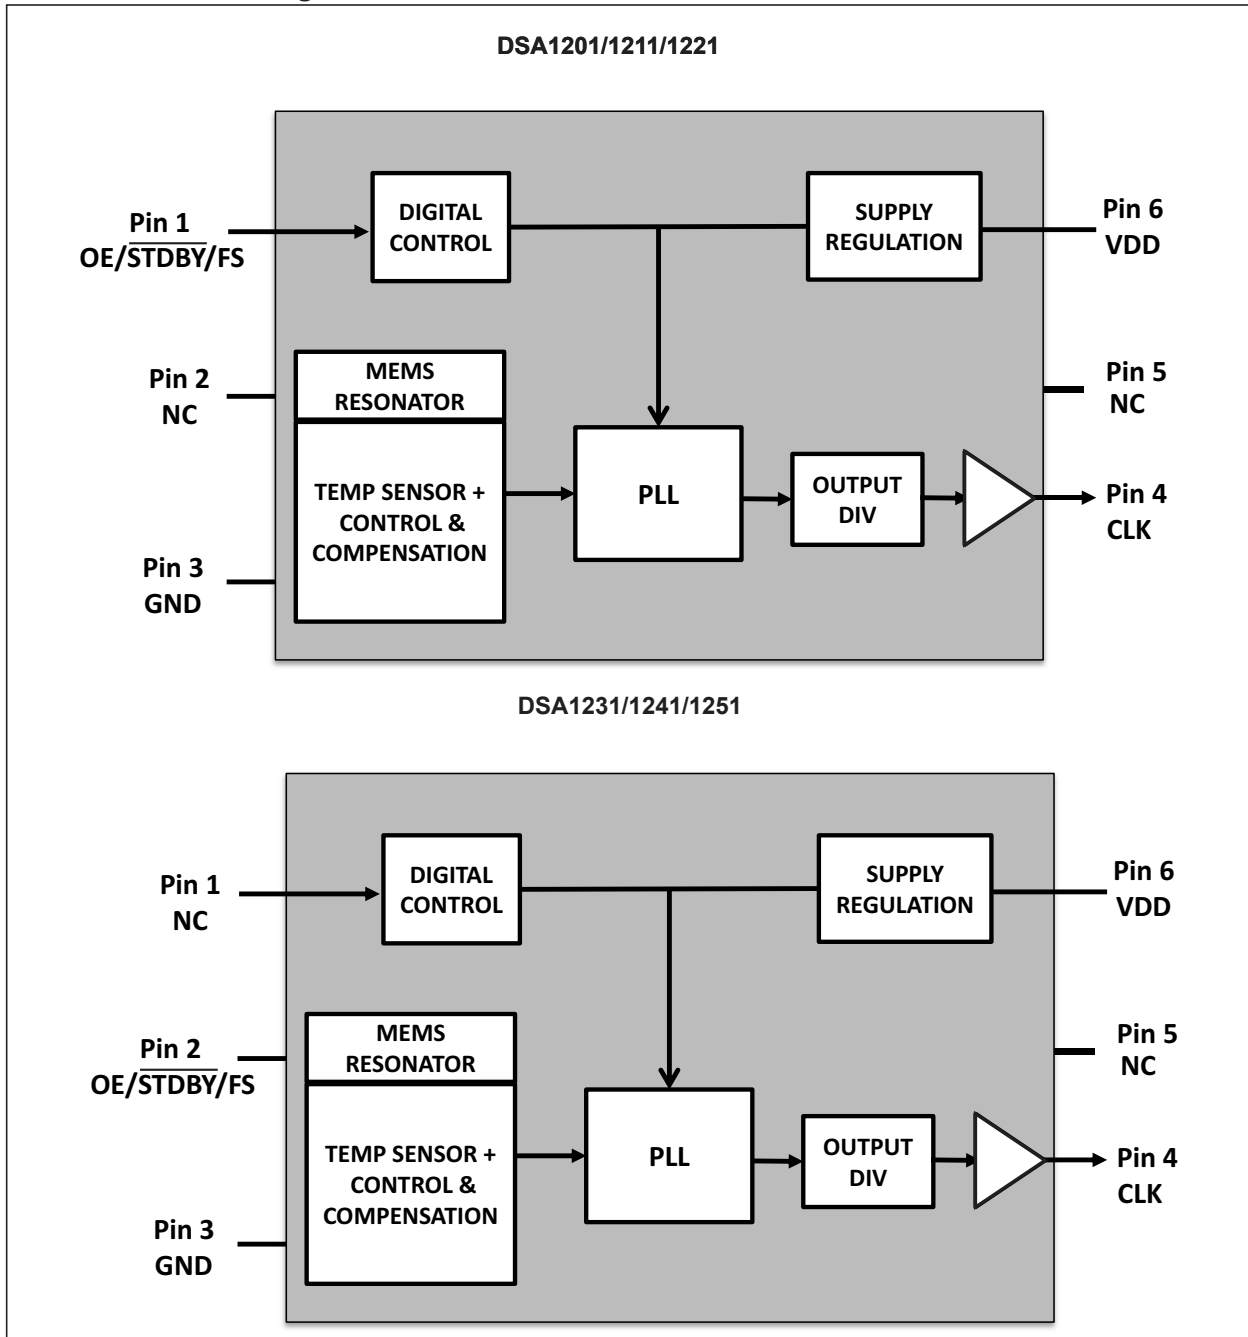 DSA1201/1211/1221
Pin 1
OE/STDBY/FS
DIGITAL
CONTROL
SUPPLY
REGULATION
Pin 6
VDD
Pin 2
NC
MEMS
RESONATOR
Pin 5
NC
TEMP SENSOR +
CONTROL &
COMPENSATION
PLL
OUTPUT
DIV
Pin 4
CLK
Pin 3
GND
DSA1231/1241/1251
Pin 1
NC
DIGITAL
CONTROL
SUPPLY
REGULATION
Pin 6
VDD
Pin 2
OE/STDBY/FS
MEMS
RESONATOR
Pin 5
NC
TEMP SENSOR +
CONTROL &
COMPENSATION
PLL
OUTPUT
DIV
Pin 4
CLK
Pin 3
GND